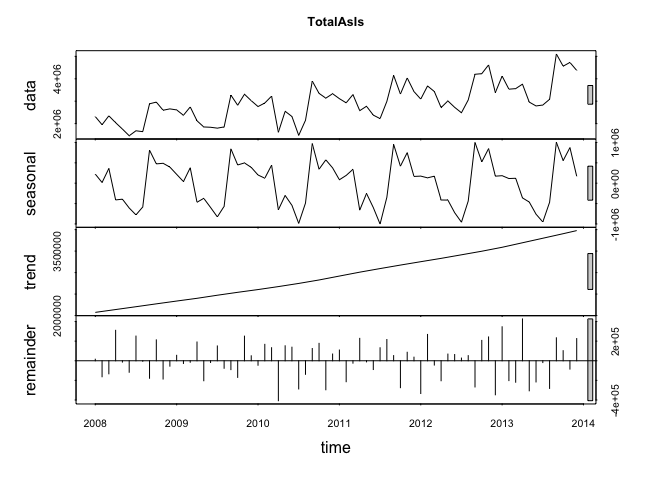 TotalAsIs
data
2e+06 4e+06
seasonal
-1e+06 0e+00 1e+06
trend
2000000 3500000
remainder
-4e+05 2e+05
2008 2009 2010 2011 2012 2013 2014
time